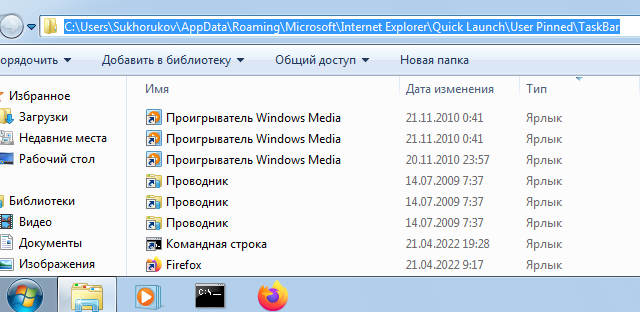 C:\Users\Sukhorukov\AppData\Roaming\Microsoft\Internet Explorer\Quick Launch\User Pinned\TaskBar
орядочить Добавить в библиотеку Общий доступ Новая папка
Имя Дата изменения Тип
Избранное
Загрузки
Недавние места
Рабочий стол
Библиотеки
Видео
Документы
Изображения
Проигрыватель Windows Media 21.11.2010 0:41 Ярлык
Проигрыватель Windows Media 21.11.2010 0:41 Ярлык
Проигрыватель Windows Media 20.11.2010 23:57 Ярлык
Проводник 14.07.2009 7:37 Ярлык
Проводник 14.07.2009 7:37 Ярлык
Проводник 14.07.2009 7:37 Ярлык
Командная строка 21.04.2022 19:28 Ярлык
Firefox 21.04.2022 9:17 Ярлык
C:\_